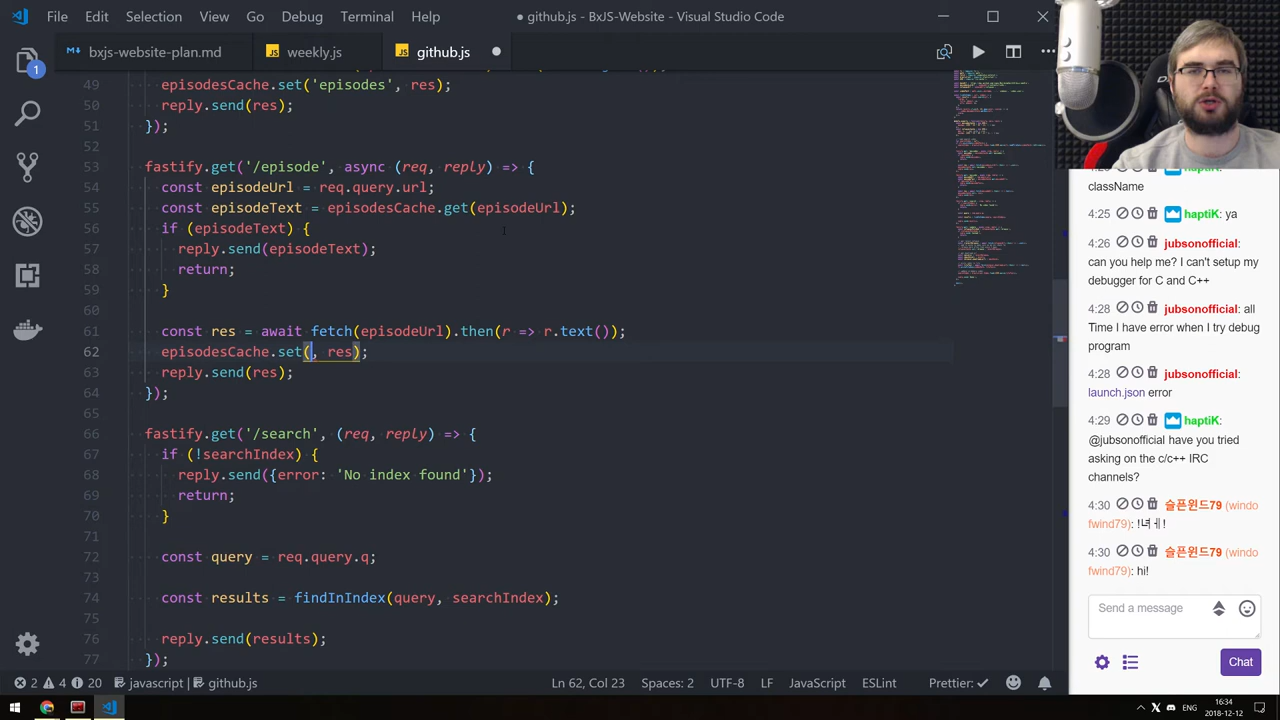 File Edit Selection View Go Debug Terminal Help
● github.js - BxJS-Website - Visual Studio Code
bxjs-website-plan.md
JS weekly.js
JS github.js
1
49 episodesCache.set('episodes', res);
50 reply.send(res);
51 });
52
53 fastify.get('/episode', async (req, reply) => {
54 const episodeUrl = req.query.url;
55 const episodeText = episodesCache.get(episodeUrl);
56 if (episodeText) {
57 reply.send(episodeText);
58 return;
59 }
60
61 const res = await fetch(episodeUrl).then(r => r.text());
62 episodesCache.set(, res);
63 reply.send(res);
64 });
65
66 fastify.get('/search', (req, reply) => {
67 if (!searchIndex) {
68 reply.send({error: 'No index found'});
69 return;
70 }
71
72 const query = req.query.q;
73
74 const results = findInIndex(query, searchIndex);
75
76 reply.send(results);
77 });
className
4:25 haptiK: ya
4:26 jubsonofficial:
can you help me? I can't setup my
debugger for C and C++
4:28 jubsonofficial: all
Time I have error when I try debug
program
4:28 jubsonofficial:
launch.json error
4:29 haptiK:
@jubsonofficial have you tried
asking on the c/c++ IRC
channels?
4:30 슬픈윈드79 (windo
fwind79): !녀ㅔ!
4:30 슬픈윈드79 (windo
fwind79): hi!
Send a message
Chat
2 4 20 javascript github.js
Ln 62, Col 23 Spaces: 2 UTF-8 LF JavaScript ESLint Prettier: ✓
ENG
16:34
2018-12-12